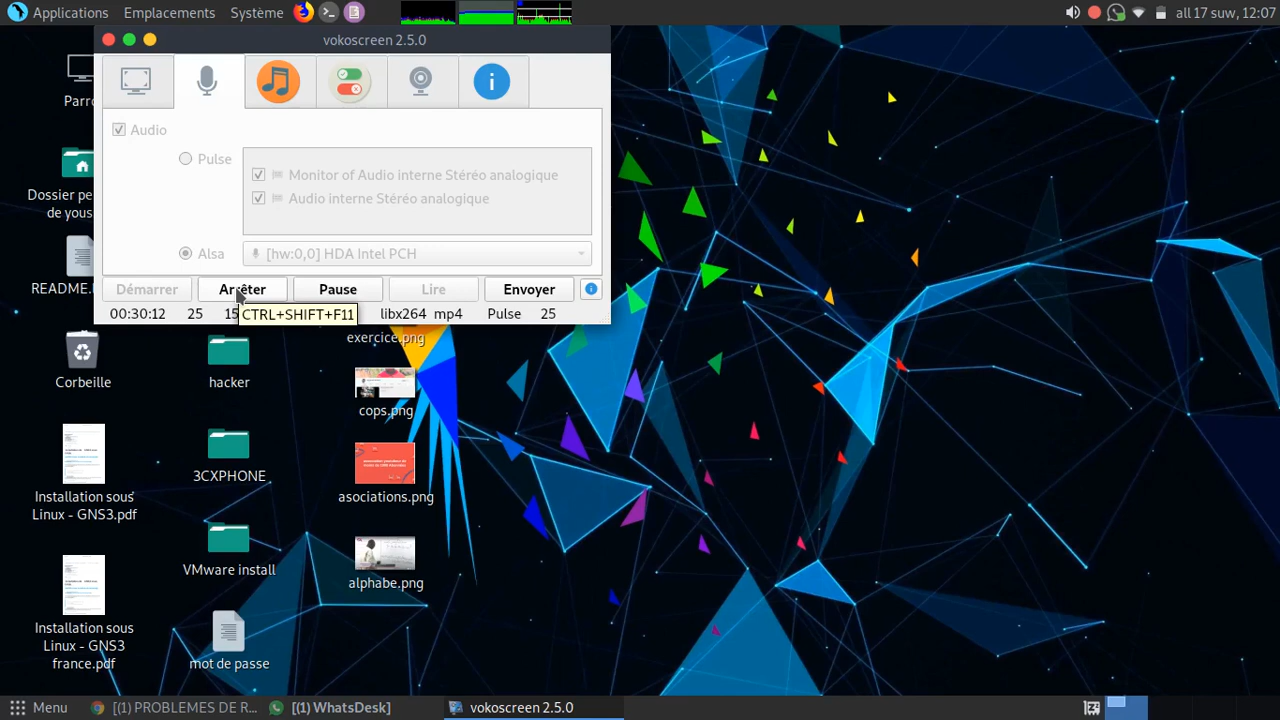 Applications Emplacements Système
all 17 suw, 12:07
vokoscreen 2.5.0
Audio
Pulse
Monitor of Audio interne Stéréo analogique
Audio interne Stéréo analogique
Alsa
[hw:0,0] HDA Intel PCH
Démarrer Arrêter Pause Lire Envoyer
00:30:12 25 libx264 mp4 Pulse 25
CTRL+SHIFT+F11
Dossier pe
de yous
README.
Corbeille
Installation sous
Linux - GNS3.pdf
Installation sous
Linux - GNS3
france.pdf
hacker
3CXPHONE
VMware install
mot de passe
exercice.png
cops.png
asociations.png
alphabe.png
Menu
[(1) PROBLEMES DE R...
[(1) WhatsDesk]
vokoscreen 2.5.0